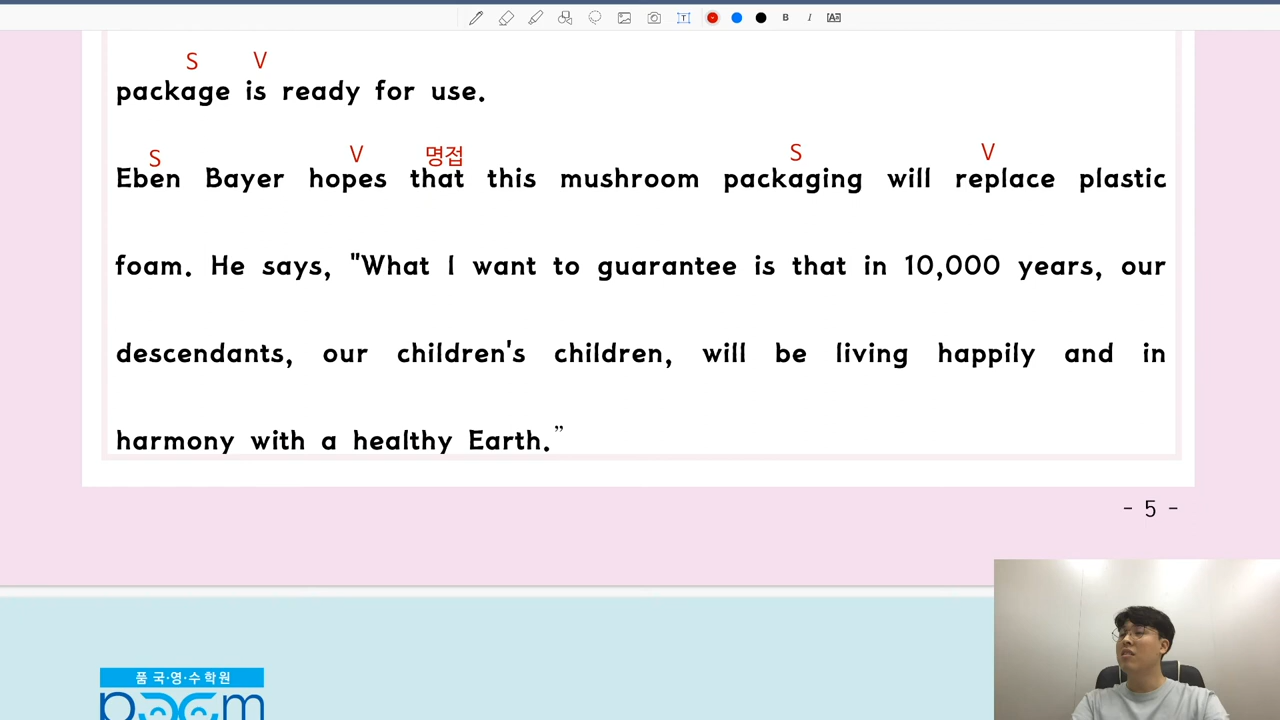 T B I A
S V
package is ready for use.
S V 명접 S V
Eben Bayer hopes that this mushroom packaging will replace plastic
foam. He says, "What I want to guarantee is that in 10,000 years, our
descendants, our children's children, will be living happily and in
harmony with a healthy Earth.”
- 5 -
품 국·영·수 학원